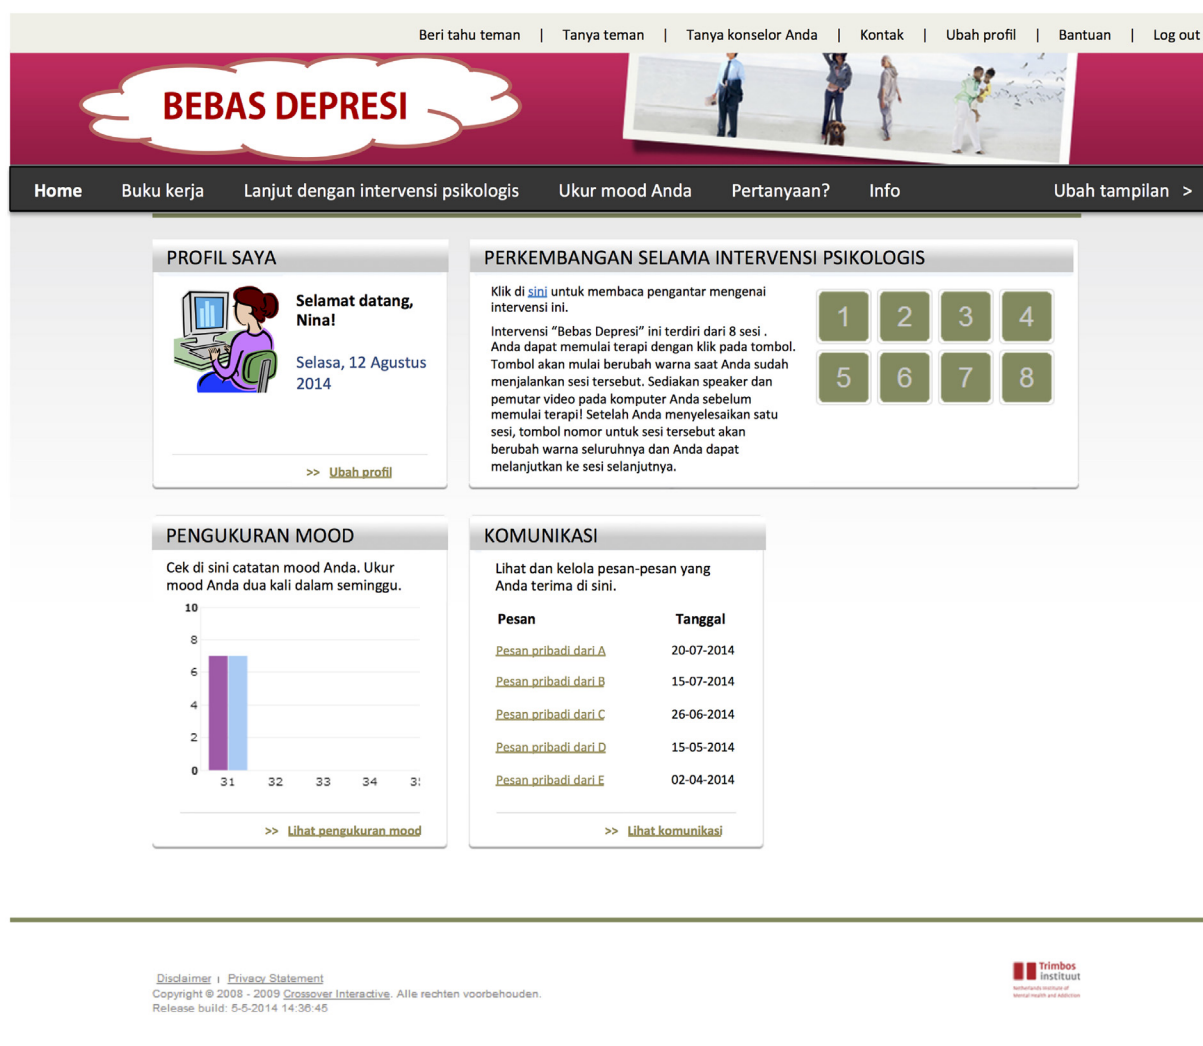 Beri tahu teman | Tanya teman | Tanya konselor Anda | Kontak | Ubah profil | Bantuan | Log out
BEBAS DEPRESI
Home Buku kerja Lanjut dengan intervensi psikologis Ukur mood Anda Pertanyaan? Info Ubah tampilan >
PROFIL SAYA
Selamat datang,
Nina!
Selasa, 12 Agustus
2014
>> Ubah profil
PERKEMBANGAN SELAMA INTERVENSI PSIKOLOGIS
Klik di sini untuk membaca pengantar mengenai
intervensi ini.
Intervensi “Bebas Depresi” ini terdiri dari 8 sesi .
Anda dapat memulai terapi dengan klik pada tombol.
Tombol akan mulai berubah warna saat Anda sudah
menjalankan sesi tersebut. Sediakan speaker dan
pemutar video pada komputer Anda sebelum
memulai terapi! Setelah Anda menyelesaikan satu
sesi, tombol nomor untuk sesi tersebut akan
berubah warna seluruhnya dan Anda dapat
melanjutkan ke sesi selanjutnya.
1 2 3 4
5 6 7 8
PENGUKURAN MOOD
Cek di sini catatan mood Anda. Ukur
mood Anda dua kali dalam seminggu.
10
8
6
4
2
0
31 32 33 34
>> Lihat pengukuran mood
KOMUNIKASI
Lihat dan kelola pesan-pesan yang
Anda terima di sini.
Pesan Tanggal
Pesan pribadi dari A 20-07-2014
Pesan pribadi dari B 15-07-2014
Pesan pribadi dari C 26-06-2014
Pesan pribadi dari D 15-05-2014
Pesan pribadi dari E 02-04-2014
>> Lihat komunikasi
Disclaimer | Privacy Statement
Copyright © 2008 - 2009 Crossover Interactive. Alle rechten voorbehouden.
Release build: 5-5-2014 14:36:45
Trimbos
instituut
Netherlands Institute of
Mental Health and Addiction